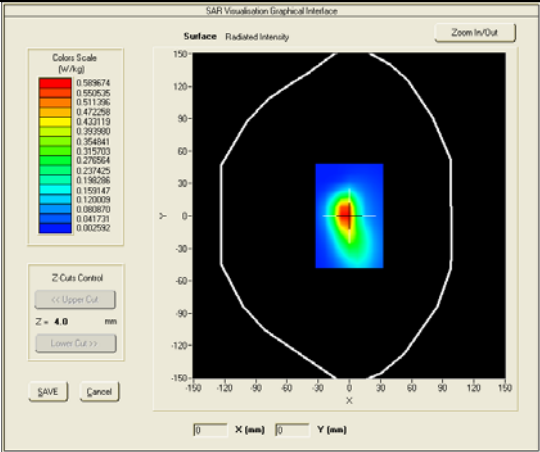 SAR Visualisation Graphical Interface
Surface Radiated Intensity
Zoom In/Out
Colors Scale
(W/kg)
0.589674
0.550535
0.511396
0.472258
0.433119
0.393980
0.354841
0.315703
0.276564
0.237425
0.198286
0.159147
0.120009
0.080870
0.041731
0.002592
Z-Cuts Control
<< Upper Cut
Z = 4.0 mm
Lower Cut >>
SAVE Cancel
150
120
90
60
30
0
-30
-60
-90
-120
-150
Y
-150 -120 -90 -60 -30 0 30 60 90 120 150
X
0 X (mm) 0 Y (mm)